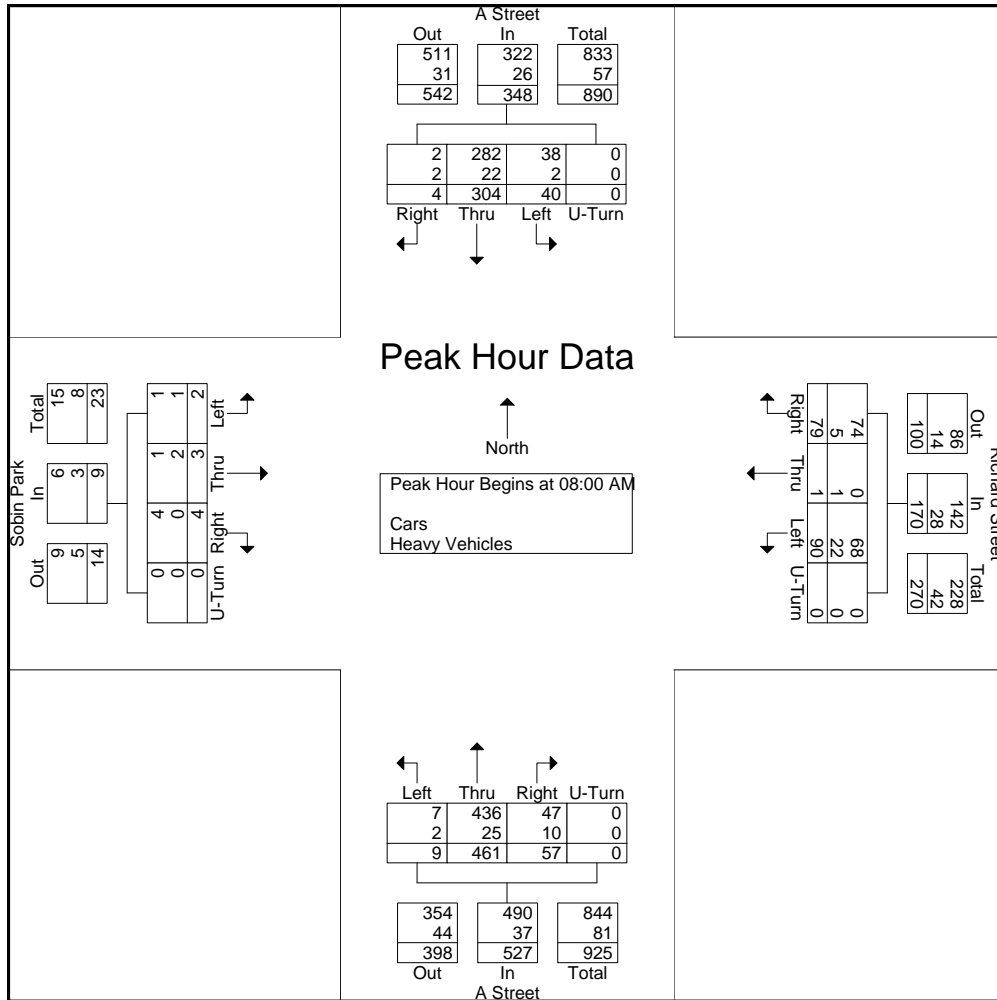 A Street
Out In Total
511 322 833
31 26 57
542 348 890
2 282 38 0
2 22 2 0
4 304 40 0
Right Thru Left U-Turn
Peak Hour Data
North
Peak Hour Begins at 08:00 AM
Cars
Heavy Vehicles
Sobin Park
Out In Total
9 6 15
5 3 8
14 9 23
U-Turn Right Thru Left
0 4 1 1
0 0 2 1
0 4 3 2
Richard Street
Out In Total
86 142 228
14 28 42
100 170 270
74 0 68 0
5 1 22 0
79 1 90 0
Right Thru Left U-Turn
Left Thru Right U-Turn
7 436 47 0
2 25 10 0
9 461 57 0
354 490 844
44 37 81
398 527 925
Out In Total
A Street